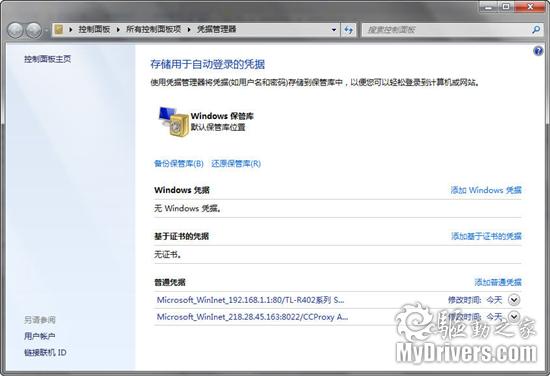 控制面板 ▸ 所有控制面板项 ▸ 凭据管理器
搜索控制面板
控制面板主页
存储用于自动登录的凭据
使用凭据管理器将凭据(如用户名和密码)存储到保管库中，以便您可以轻松登录到计算机或网站。
Windows 保管库
默认保管库位置
备份保管库(B) 还原保管库(R)
Windows 凭据 添加 Windows 凭据
无 Windows 凭据。
基于证书的凭据 添加基于证书的凭据
无证书。
普通凭据 添加普通凭据
Microsoft_WinInet_192.168.1.1:80/TL-R402系列 S... 修改时间: 今天
Microsoft_WinInet_218.28.45.163:8022/CCProxy A... 修改时间: 今天
另请参阅
用户帐户
链接联机 ID
驱动之家
MyDrivers.com